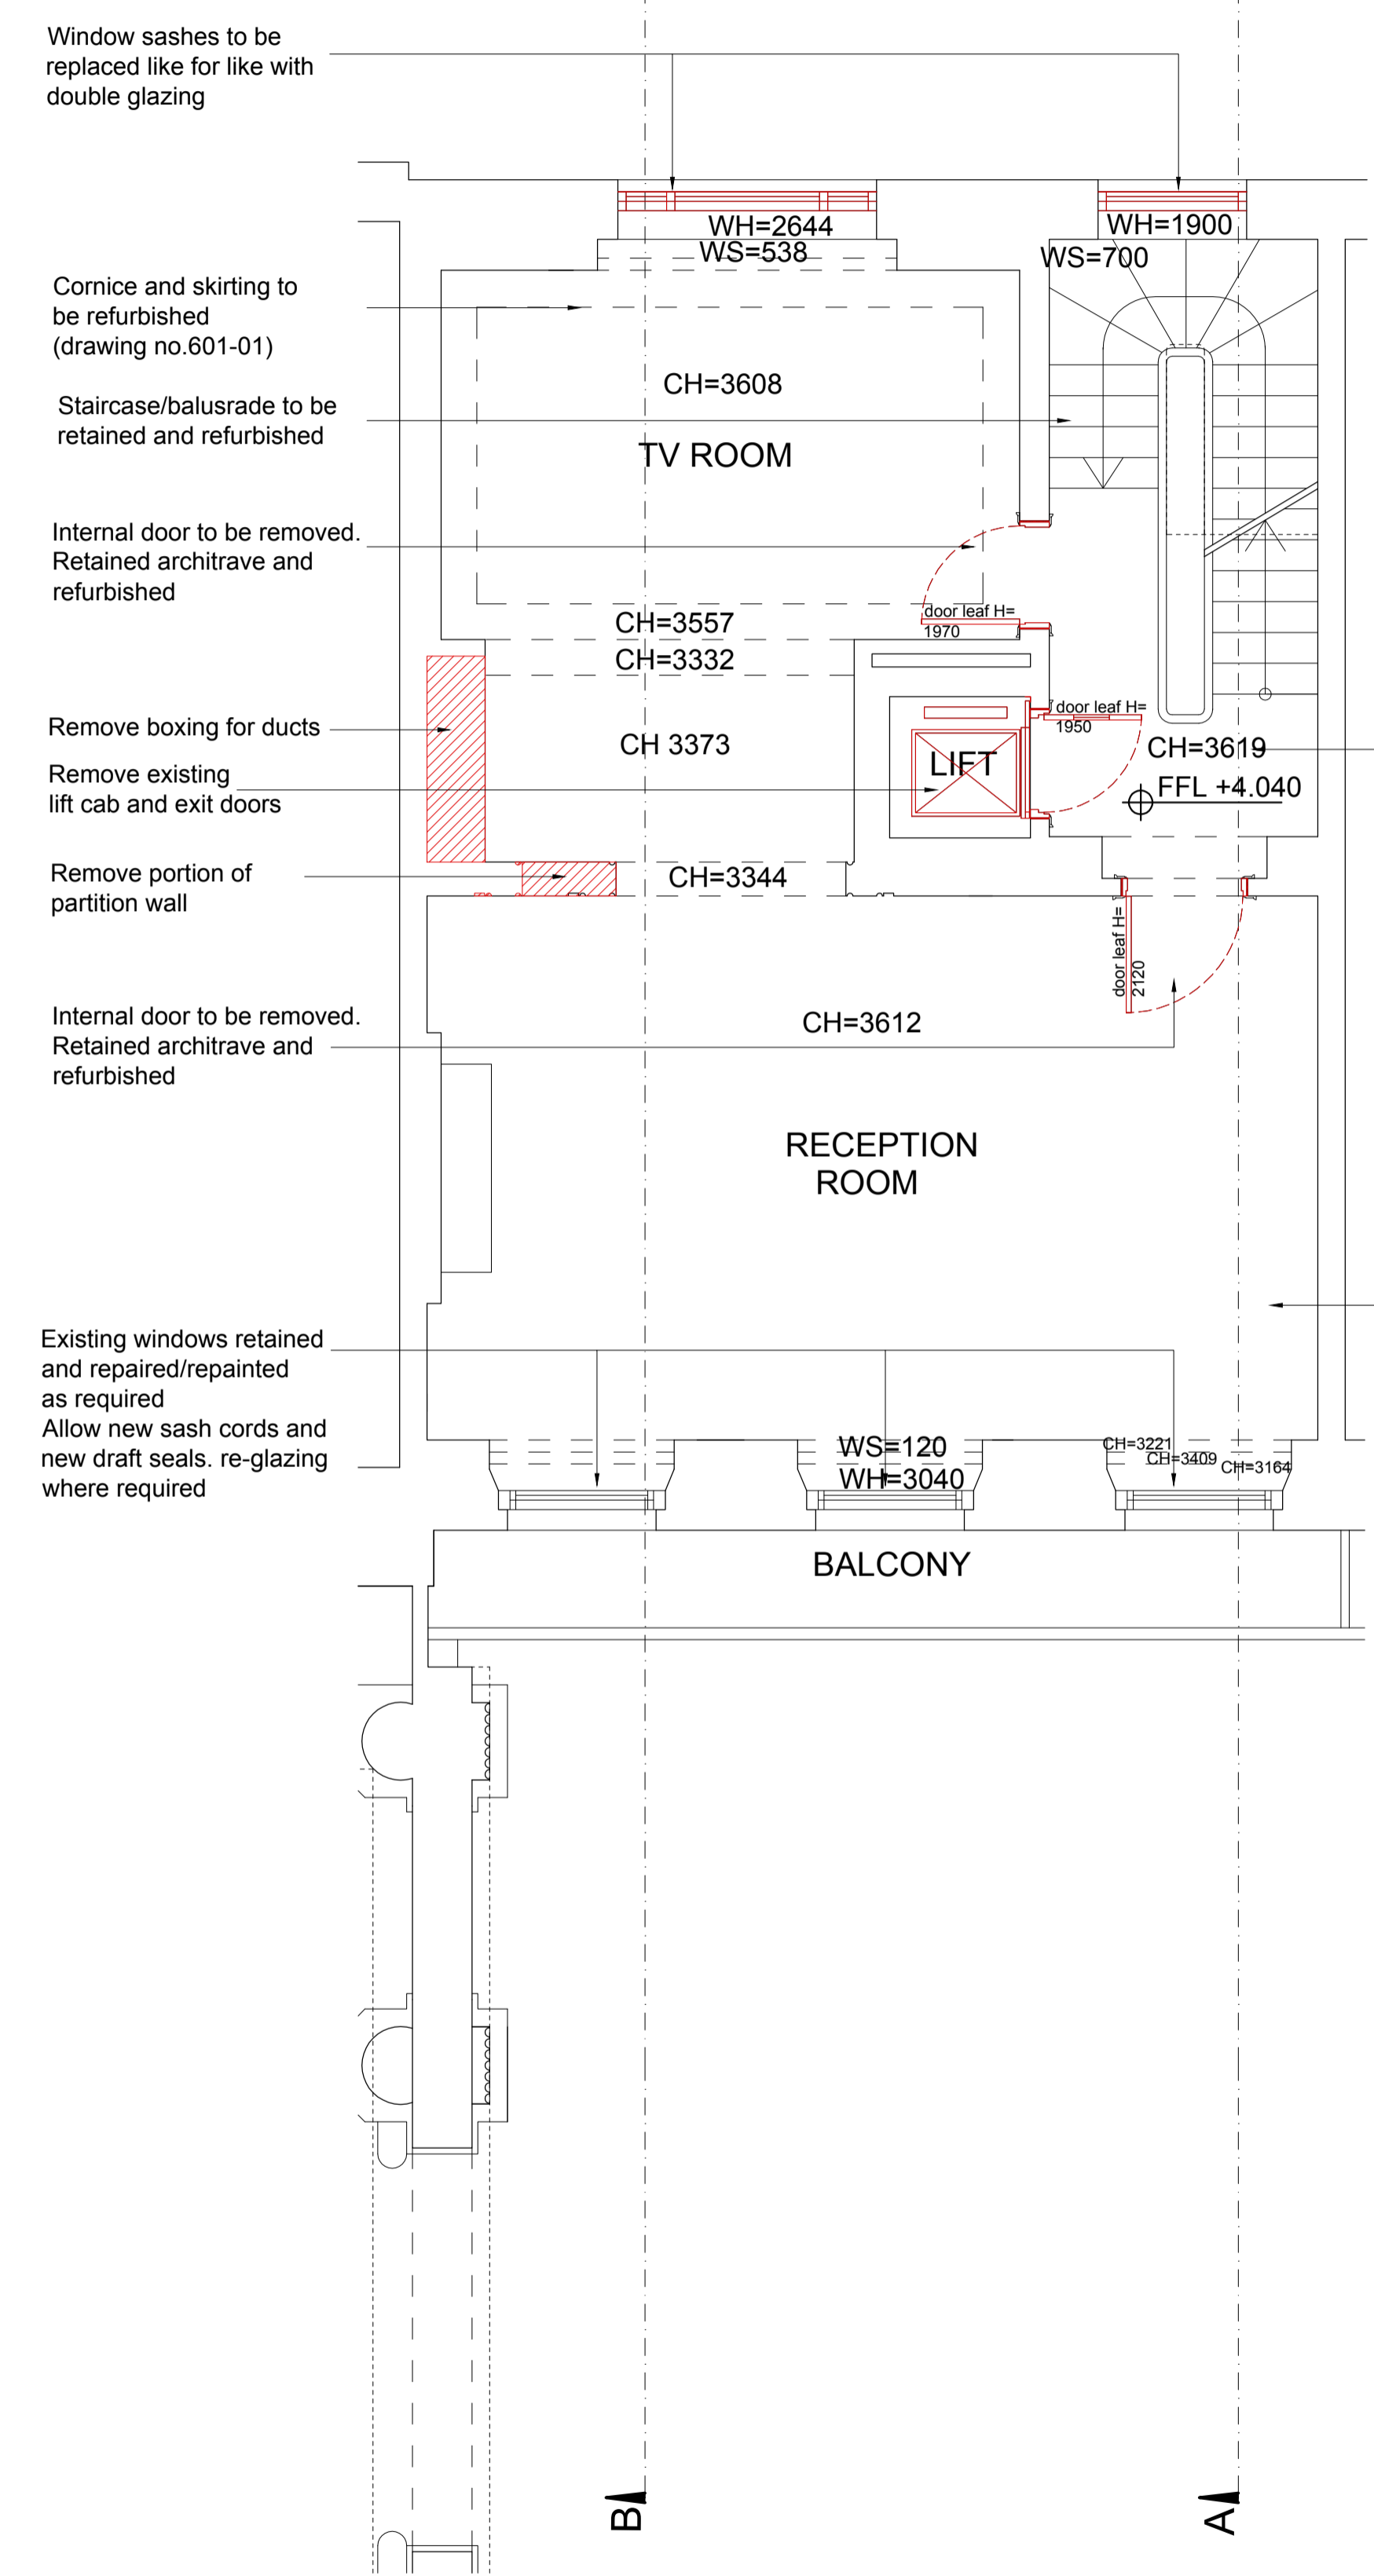 Window sashes to be
replaced like for like with
double glazing
WH=2644
WS=538
WH=1900
WS=700
Cornice and skirting to
be refurbished
(drawing no.601-01)
CH=3608
Staircase/balusrade to be
retained and refurbished
TV ROOM
Internal door to be removed.
Retained architrave and
refurbished
door leaf H=
1970
CH=3557
CH=3332
Remove boxing for ducts
CH 3373
door leaf H=
1950
CH=3619
LIFT
FFL +4.040
Remove existing
lift cab and exit doors
Remove portion of
partition wall
CH=3344
door leaf H=
2120
Internal door to be removed.
Retained architrave and
refurbished
CH=3612
RECEPTION
ROOM
Existing windows retained
and repaired/repainted
as required
Allow new sash cords and
new draft seals. re-glazing
where required
WS=120
WH=3040
CH=3221
CH=3409
CH=3164
BALCONY
B
A